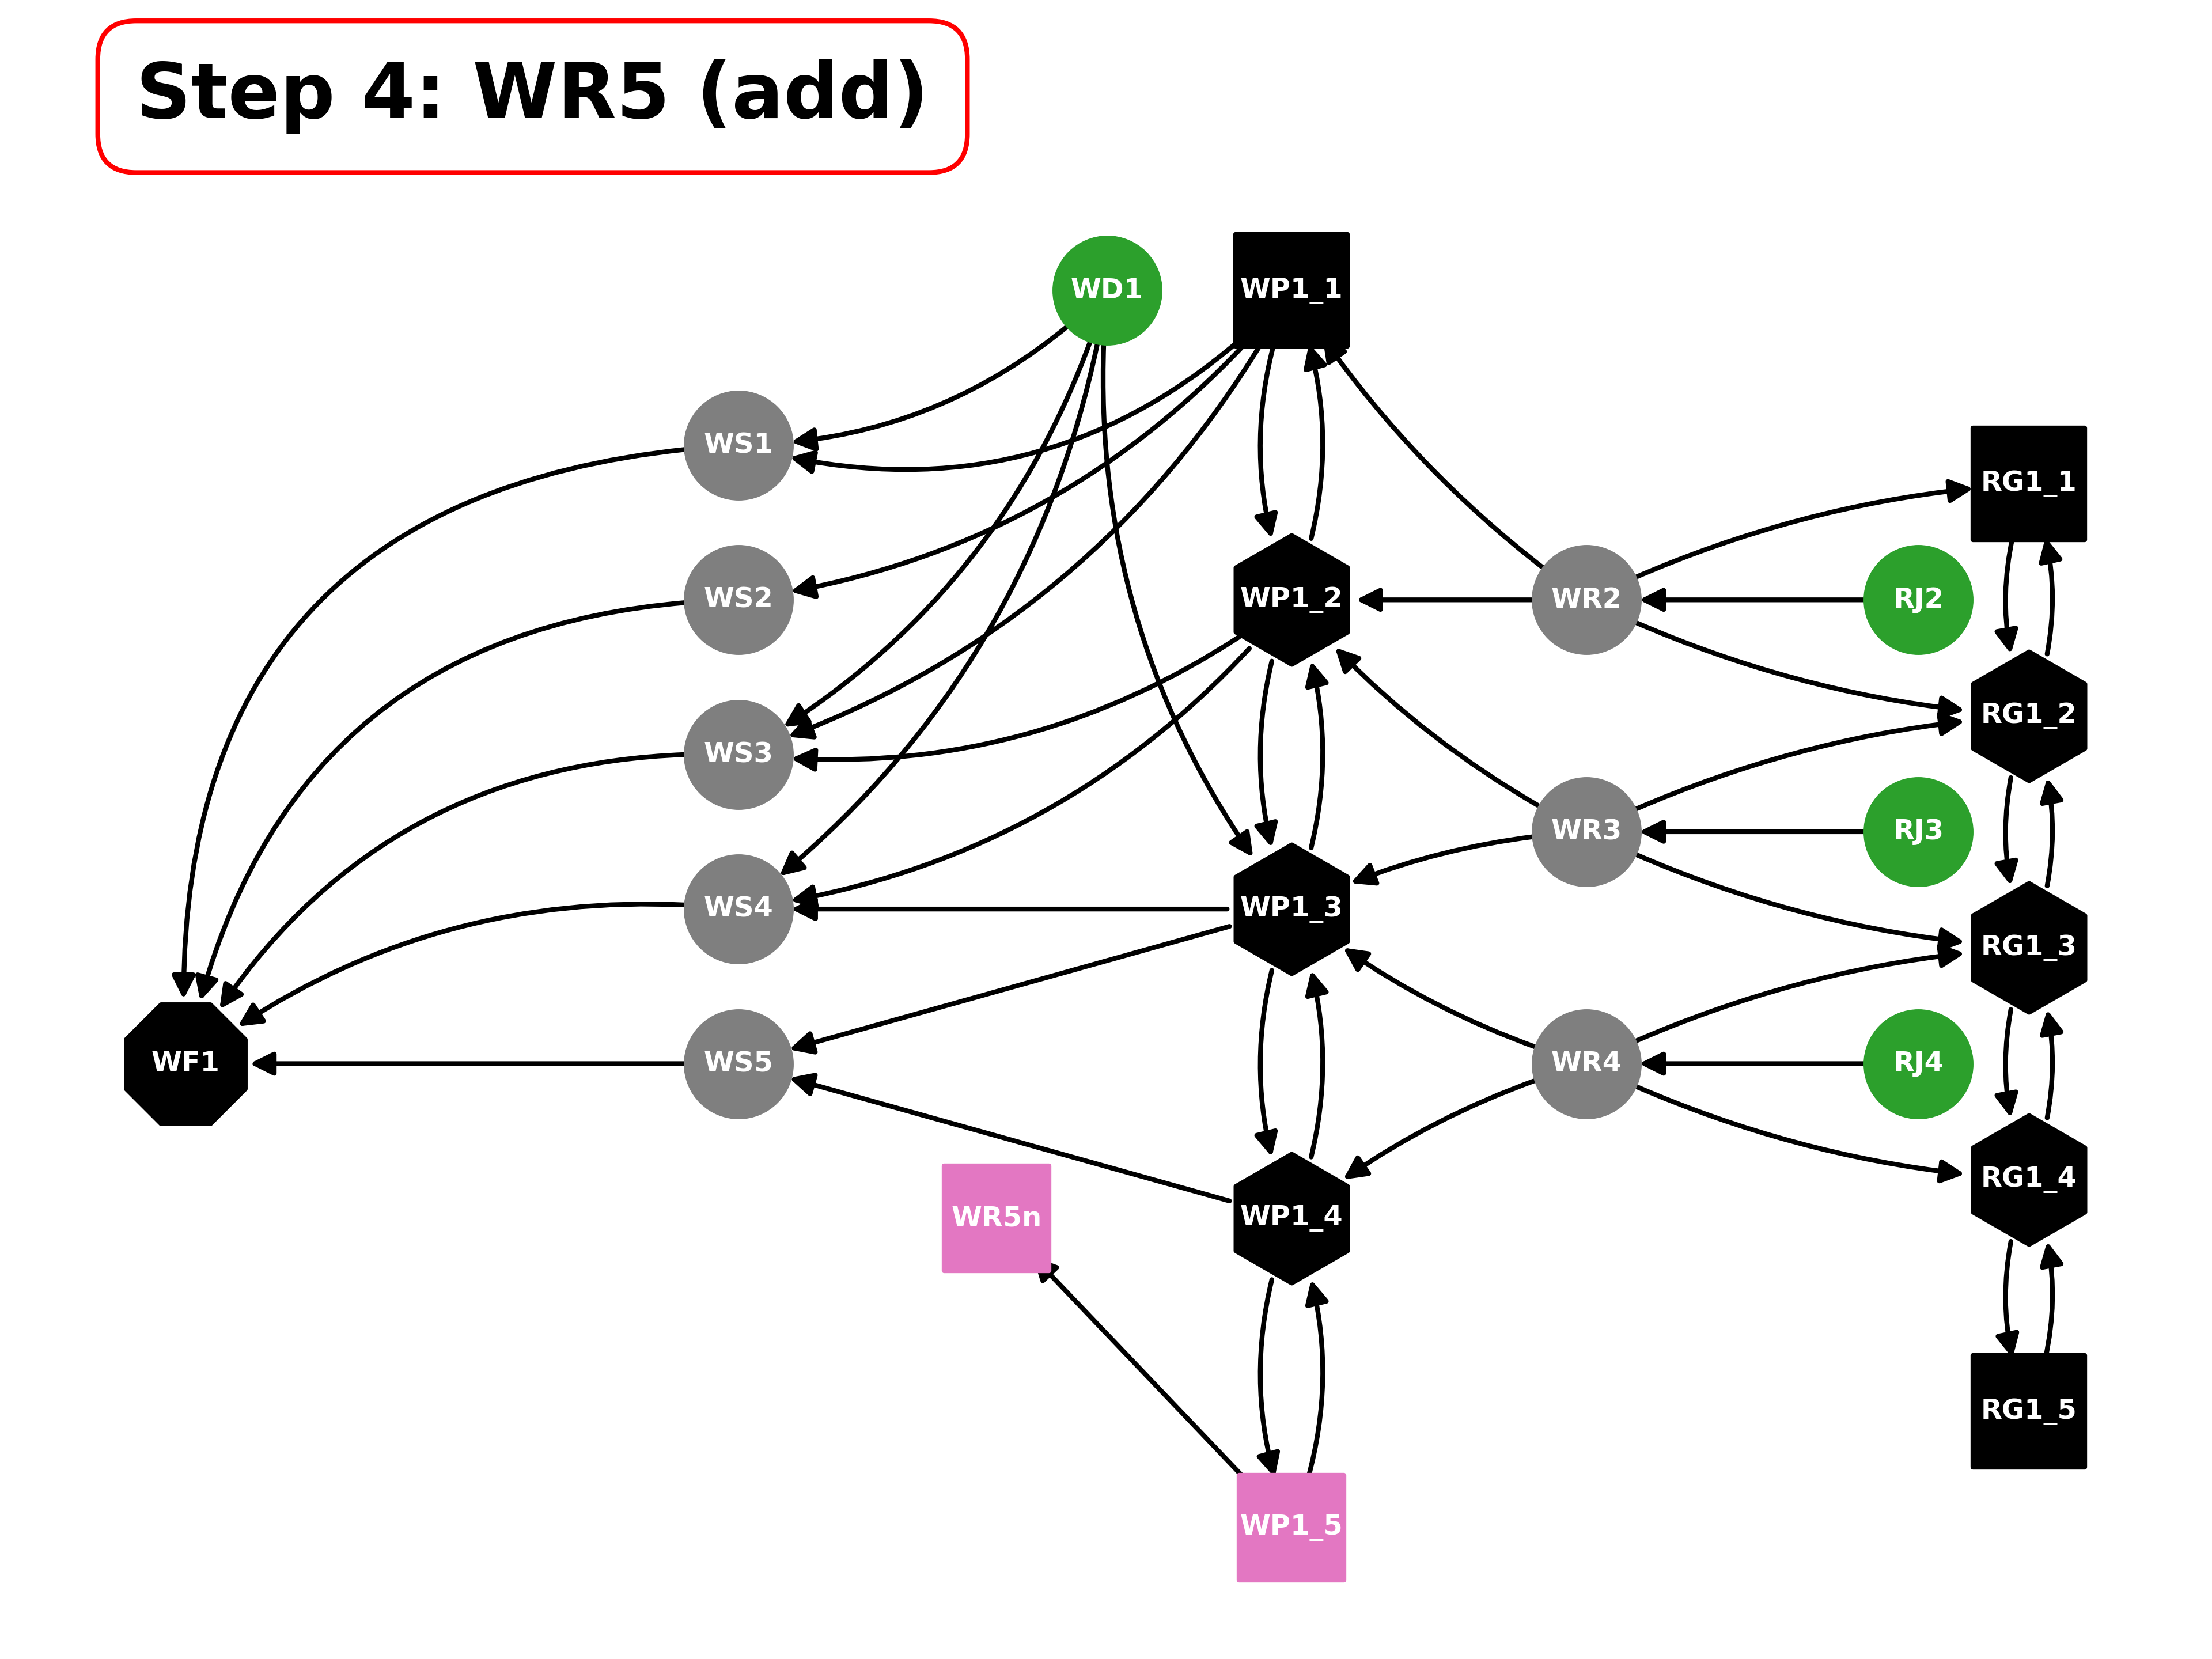 Step 4: WR5 (add)
WD1
WP1_1
WS1
RG1_1
WS2
WP1_2
WR2
RJ2
RG1_2
WS3
WR3
RJ3
WS4
WP1_3
RG1_3
WF1
WS5
WR4
RJ4
RG1_4
WR5n
WP1_4
RG1_5
WP1_5